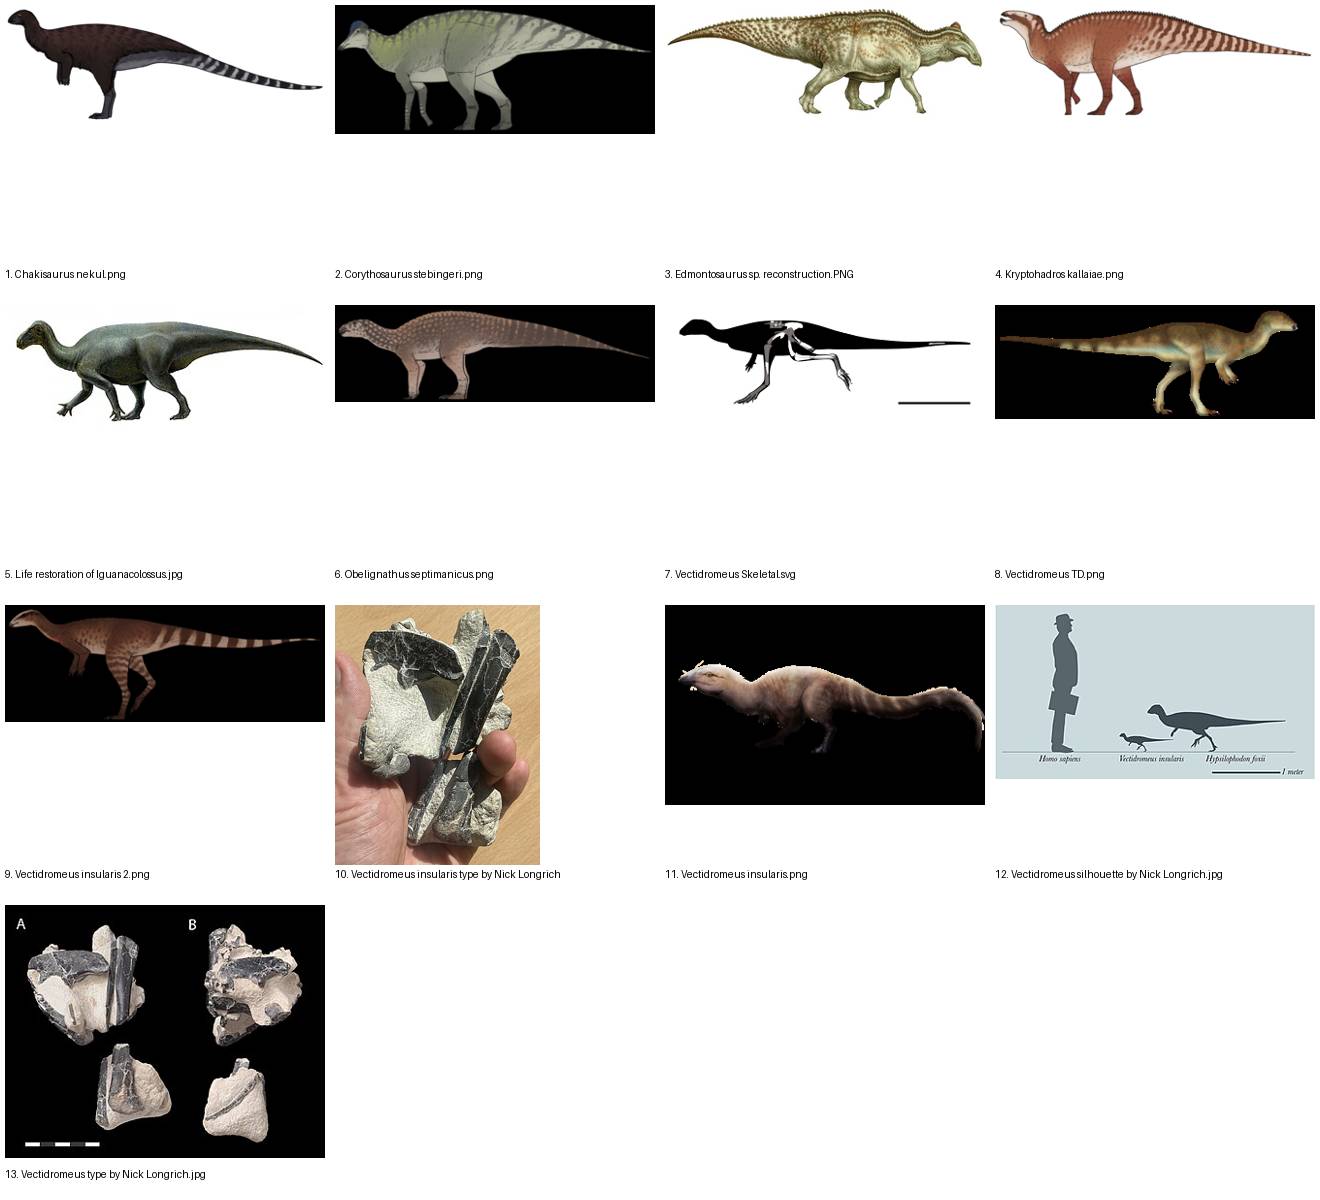 1. Chakisaurus nekul.png
2. Corythosaurus stebingeri.png
3. Edmontosaurus sp. reconstruction.PNG
4. Kryptohadros kallaiae.png
5. Life restoration of Iguanacolossus.jpg
6. Obelignathus septimanicus.png
7. Vectidromeus Skeletal.svg
8. Vectidromeus TD.png
Homo sapiens
Vectidromeus insularis
Hypsilophodon foxii
1 meter
9. Vectidromeus insularis 2.png
10. Vectidromeus insularis type by Nick Longrich
11. Vectidromeus insularis.png
12. Vectidromeus silhouette by Nick Longrich.jpg
A
B
13. Vectidromeus type by Nick Longrich.jpg